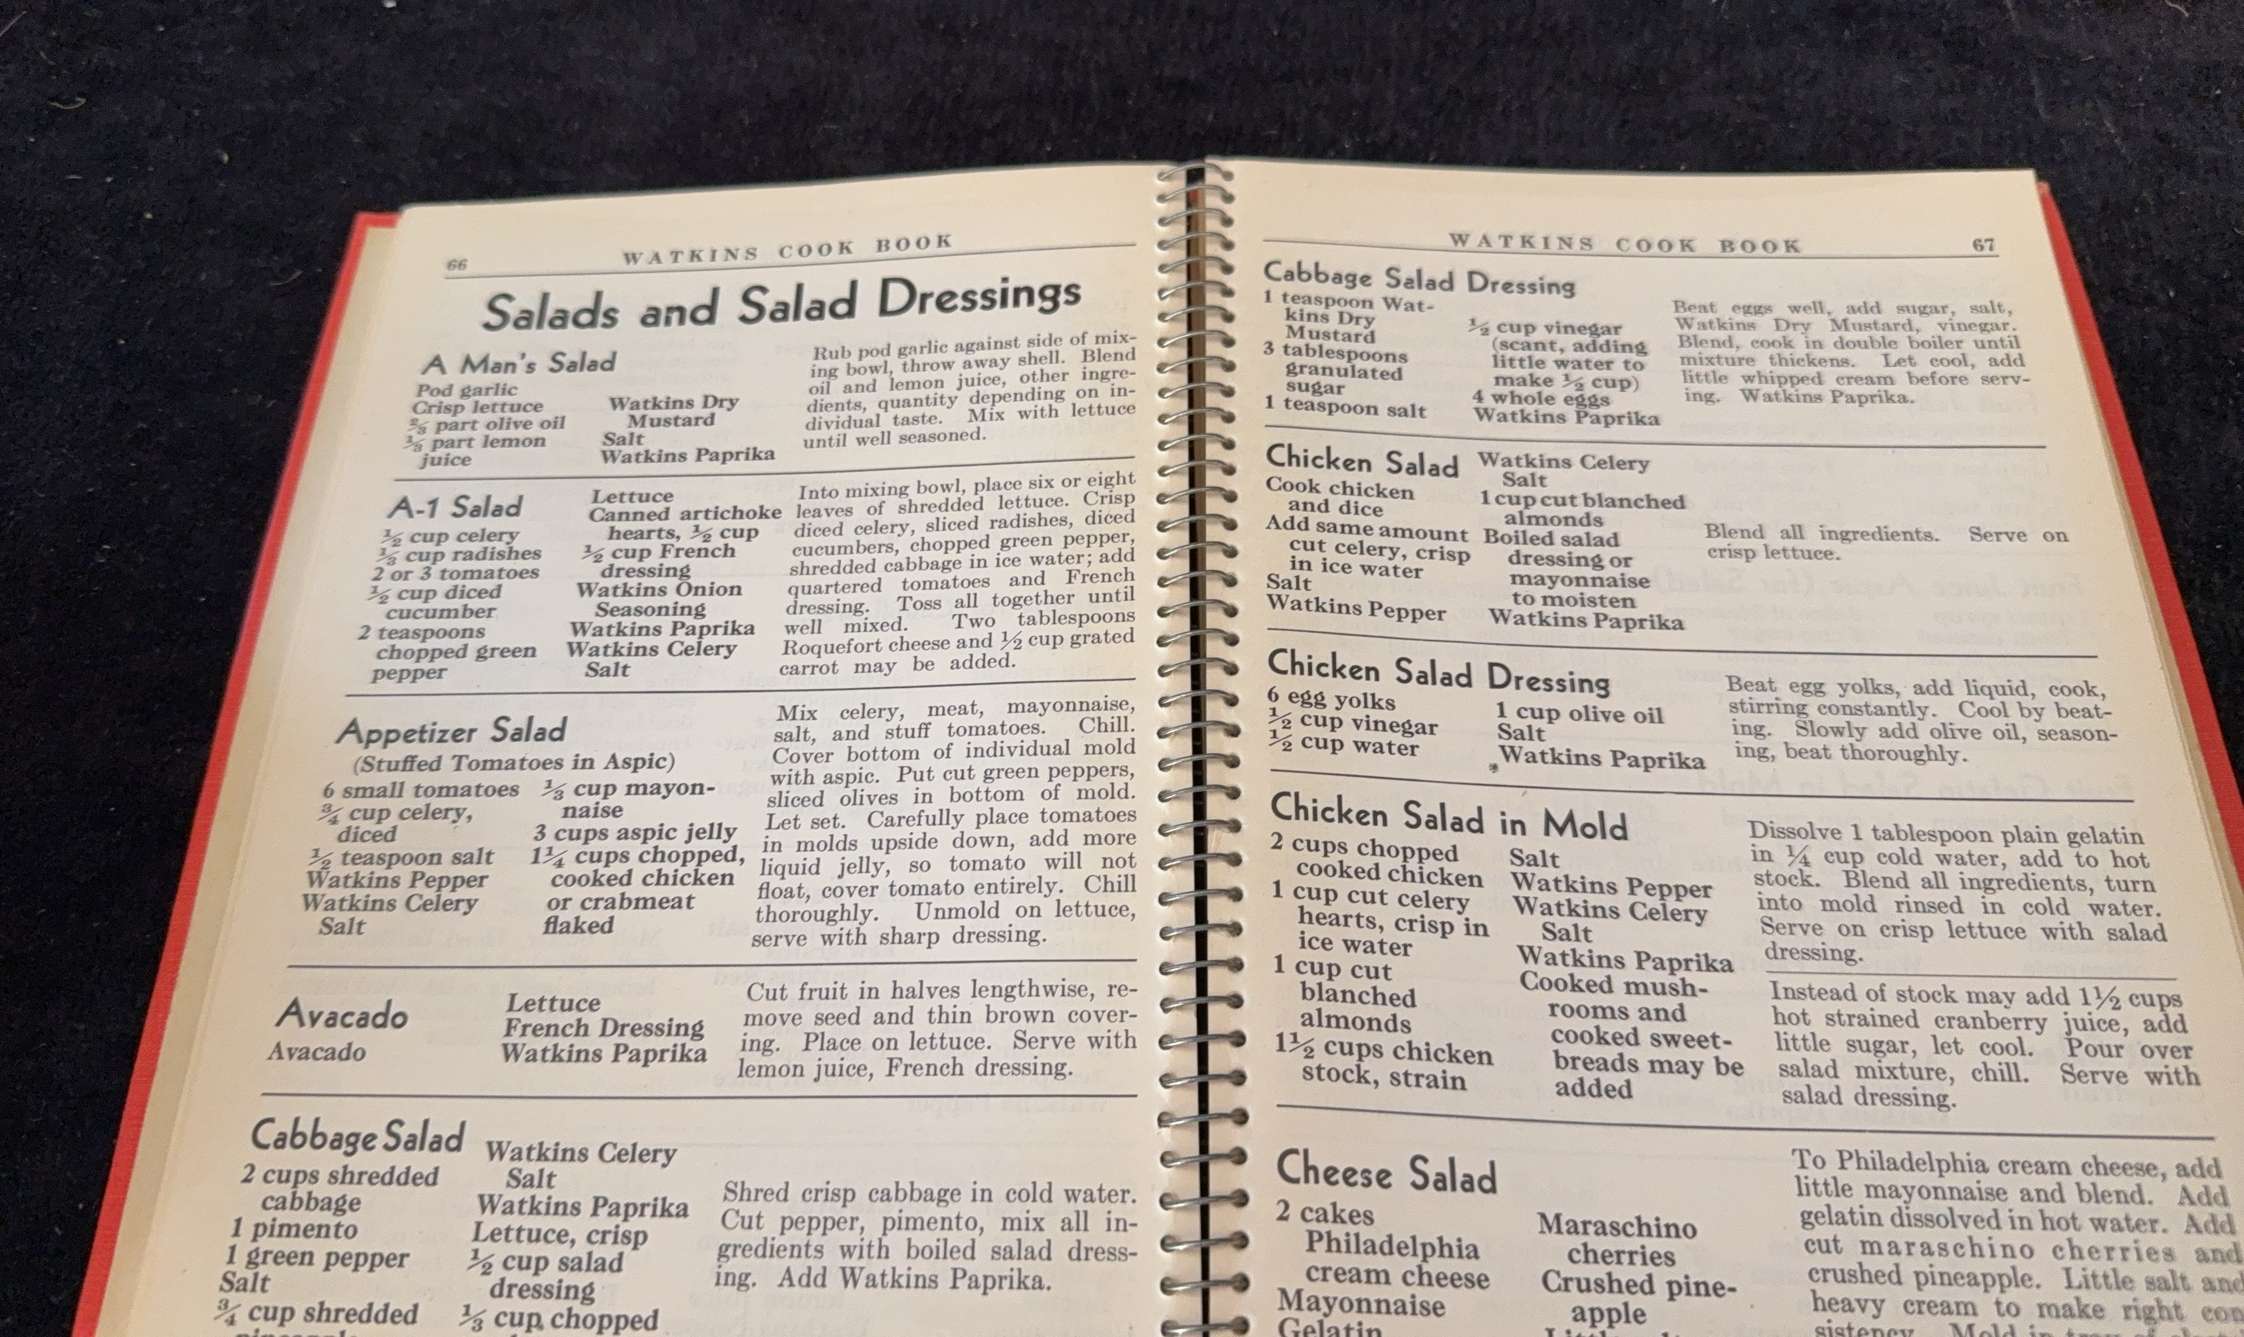 66
WATKINS COOK BOOK
Salads and Salad Dressings
A Man's Salad
Pod garlic
Crisp lettuce
⅔ part olive oil
⅓ part lemon
juice
Watkins Dry
Mustard
Salt
Watkins Paprika
Rub pod garlic against side of mix-
ing bowl, throw away shell. Blend
oil and lemon juice, other ingre-
dients, quantity depending on in-
dividual taste. Mix with lettuce
until well seasoned.
A-1 Salad
½ cup celery
⅓ cup radishes
2 or 3 tomatoes
½ cup diced
cucumber
2 teaspoons
chopped green
pepper
Lettuce
Canned artichoke
hearts, ½ cup
½ cup French
dressing
Watkins Onion
Seasoning
Watkins Paprika
Watkins Celery
Salt
Into mixing bowl, place six or eight
leaves of shredded lettuce. Crisp
diced celery, sliced radishes, diced
cucumbers, chopped green pepper,
shredded cabbage in ice water; add
quartered tomatoes and French
dressing. Toss all together until
well mixed. Two tablespoons
Roquefort cheese and ½ cup grated
carrot may be added.
Appetizer Salad
(Stuffed Tomatoes in Aspic)
6 small tomatoes
¾ cup celery,
diced
½ teaspoon salt
Watkins Pepper
Watkins Celery
Salt
⅓ cup mayon-
naise
3 cups aspic jelly
1¼ cups chopped,
cooked chicken
or crabmeat
flaked
Mix celery, meat, mayonnaise,
salt, and stuff tomatoes. Chill.
Cover bottom of individual mold
with aspic. Put cut green peppers,
sliced olives in bottom of mold.
Let set. Carefully place tomatoes
in molds upside down, add more
liquid jelly, so tomato will not
float, cover tomato entirely. Chill
thoroughly. Unmold on lettuce,
serve with sharp dressing.
Avacado
Avacado
Lettuce
French Dressing
Watkins Paprika
Cut fruit in halves lengthwise, re-
move seed and thin brown cover-
ing. Place on lettuce. Serve with
lemon juice, French dressing.
Cabbage Salad
2 cups shredded
cabbage
1 pimento
1 green pepper
Salt
¾ cup shredded
Watkins Celery
Salt
Watkins Paprika
Lettuce, crisp
½ cup salad
dressing
⅓ cup chopped
Shred crisp cabbage in cold water.
Cut pepper, pimento, mix all in-
gredients with boiled salad dress-
ing. Add Watkins Paprika.
WATKINS COOK BOOK
67
Cabbage Salad Dressing
1 teaspoon Wat-
kins Dry
Mustard
3 tablespoons
granulated
sugar
1 teaspoon salt
½ cup vinegar
(scant, adding
little water to
make ½ cup)
4 whole eggs
Watkins Paprika
Beat eggs well, add sugar, salt,
Watkins Dry Mustard, vinegar.
Blend, cook in double boiler until
mixture thickens. Let cool, add
little whipped cream before serv-
ing. Watkins Paprika.
Chicken Salad
Cook chicken
and dice
Add same amount
cut celery, crisp
in ice water
Salt
Watkins Pepper
Watkins Celery
Salt
1 cup cut blanched
almonds
Boiled salad
dressing or
mayonnaise
to moisten
Watkins Paprika
Blend all ingredients. Serve on
crisp lettuce.
Chicken Salad Dressing
6 egg yolks
½ cup vinegar
½ cup water
1 cup olive oil
Salt
Watkins Paprika
Beat egg yolks, add liquid, cook,
stirring constantly. Cool by beat-
ing. Slowly add olive oil, season-
ing, beat thoroughly.
Chicken Salad in Mold
2 cups chopped
cooked chicken
1 cup cut celery
hearts, crisp in
ice water
1 cup cut
blanched
almonds
1½ cups chicken
stock, strain
Salt
Watkins Pepper
Watkins Celery
Salt
Watkins Paprika
Cooked mush-
rooms and
cooked sweet-
breads may be
added
Dissolve 1 tablespoon plain gelatin
in ¼ cup cold water, add to hot
stock. Blend all ingredients, turn
into mold rinsed in cold water.
Serve on crisp lettuce with salad
dressing.
Instead of stock may add 1½ cups
hot strained cranberry juice, add
little sugar, let cool. Pour over
salad mixture, chill. Serve with
salad dressing.
Cheese Salad
2 cakes
Philadelphia
cream cheese
Mayonnaise
Gelatin
Maraschino
cherries
Crushed pine-
apple
To Philadelphia cream cheese, add
little mayonnaise and blend. Add
gelatin dissolved in hot water. Add
cut maraschino cherries and
crushed pineapple. Little salt and
heavy cream to make right con